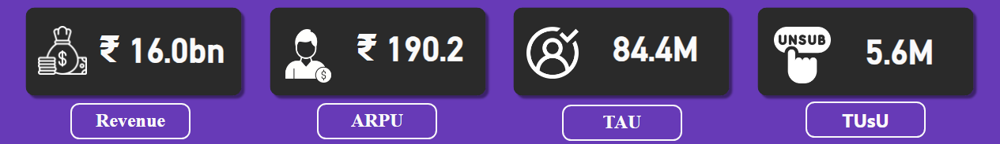 ₹ 16.0bn
Revenue
₹ 190.2
ARPU
84.4M
TAU
UNSUB
5.6M
TUsU